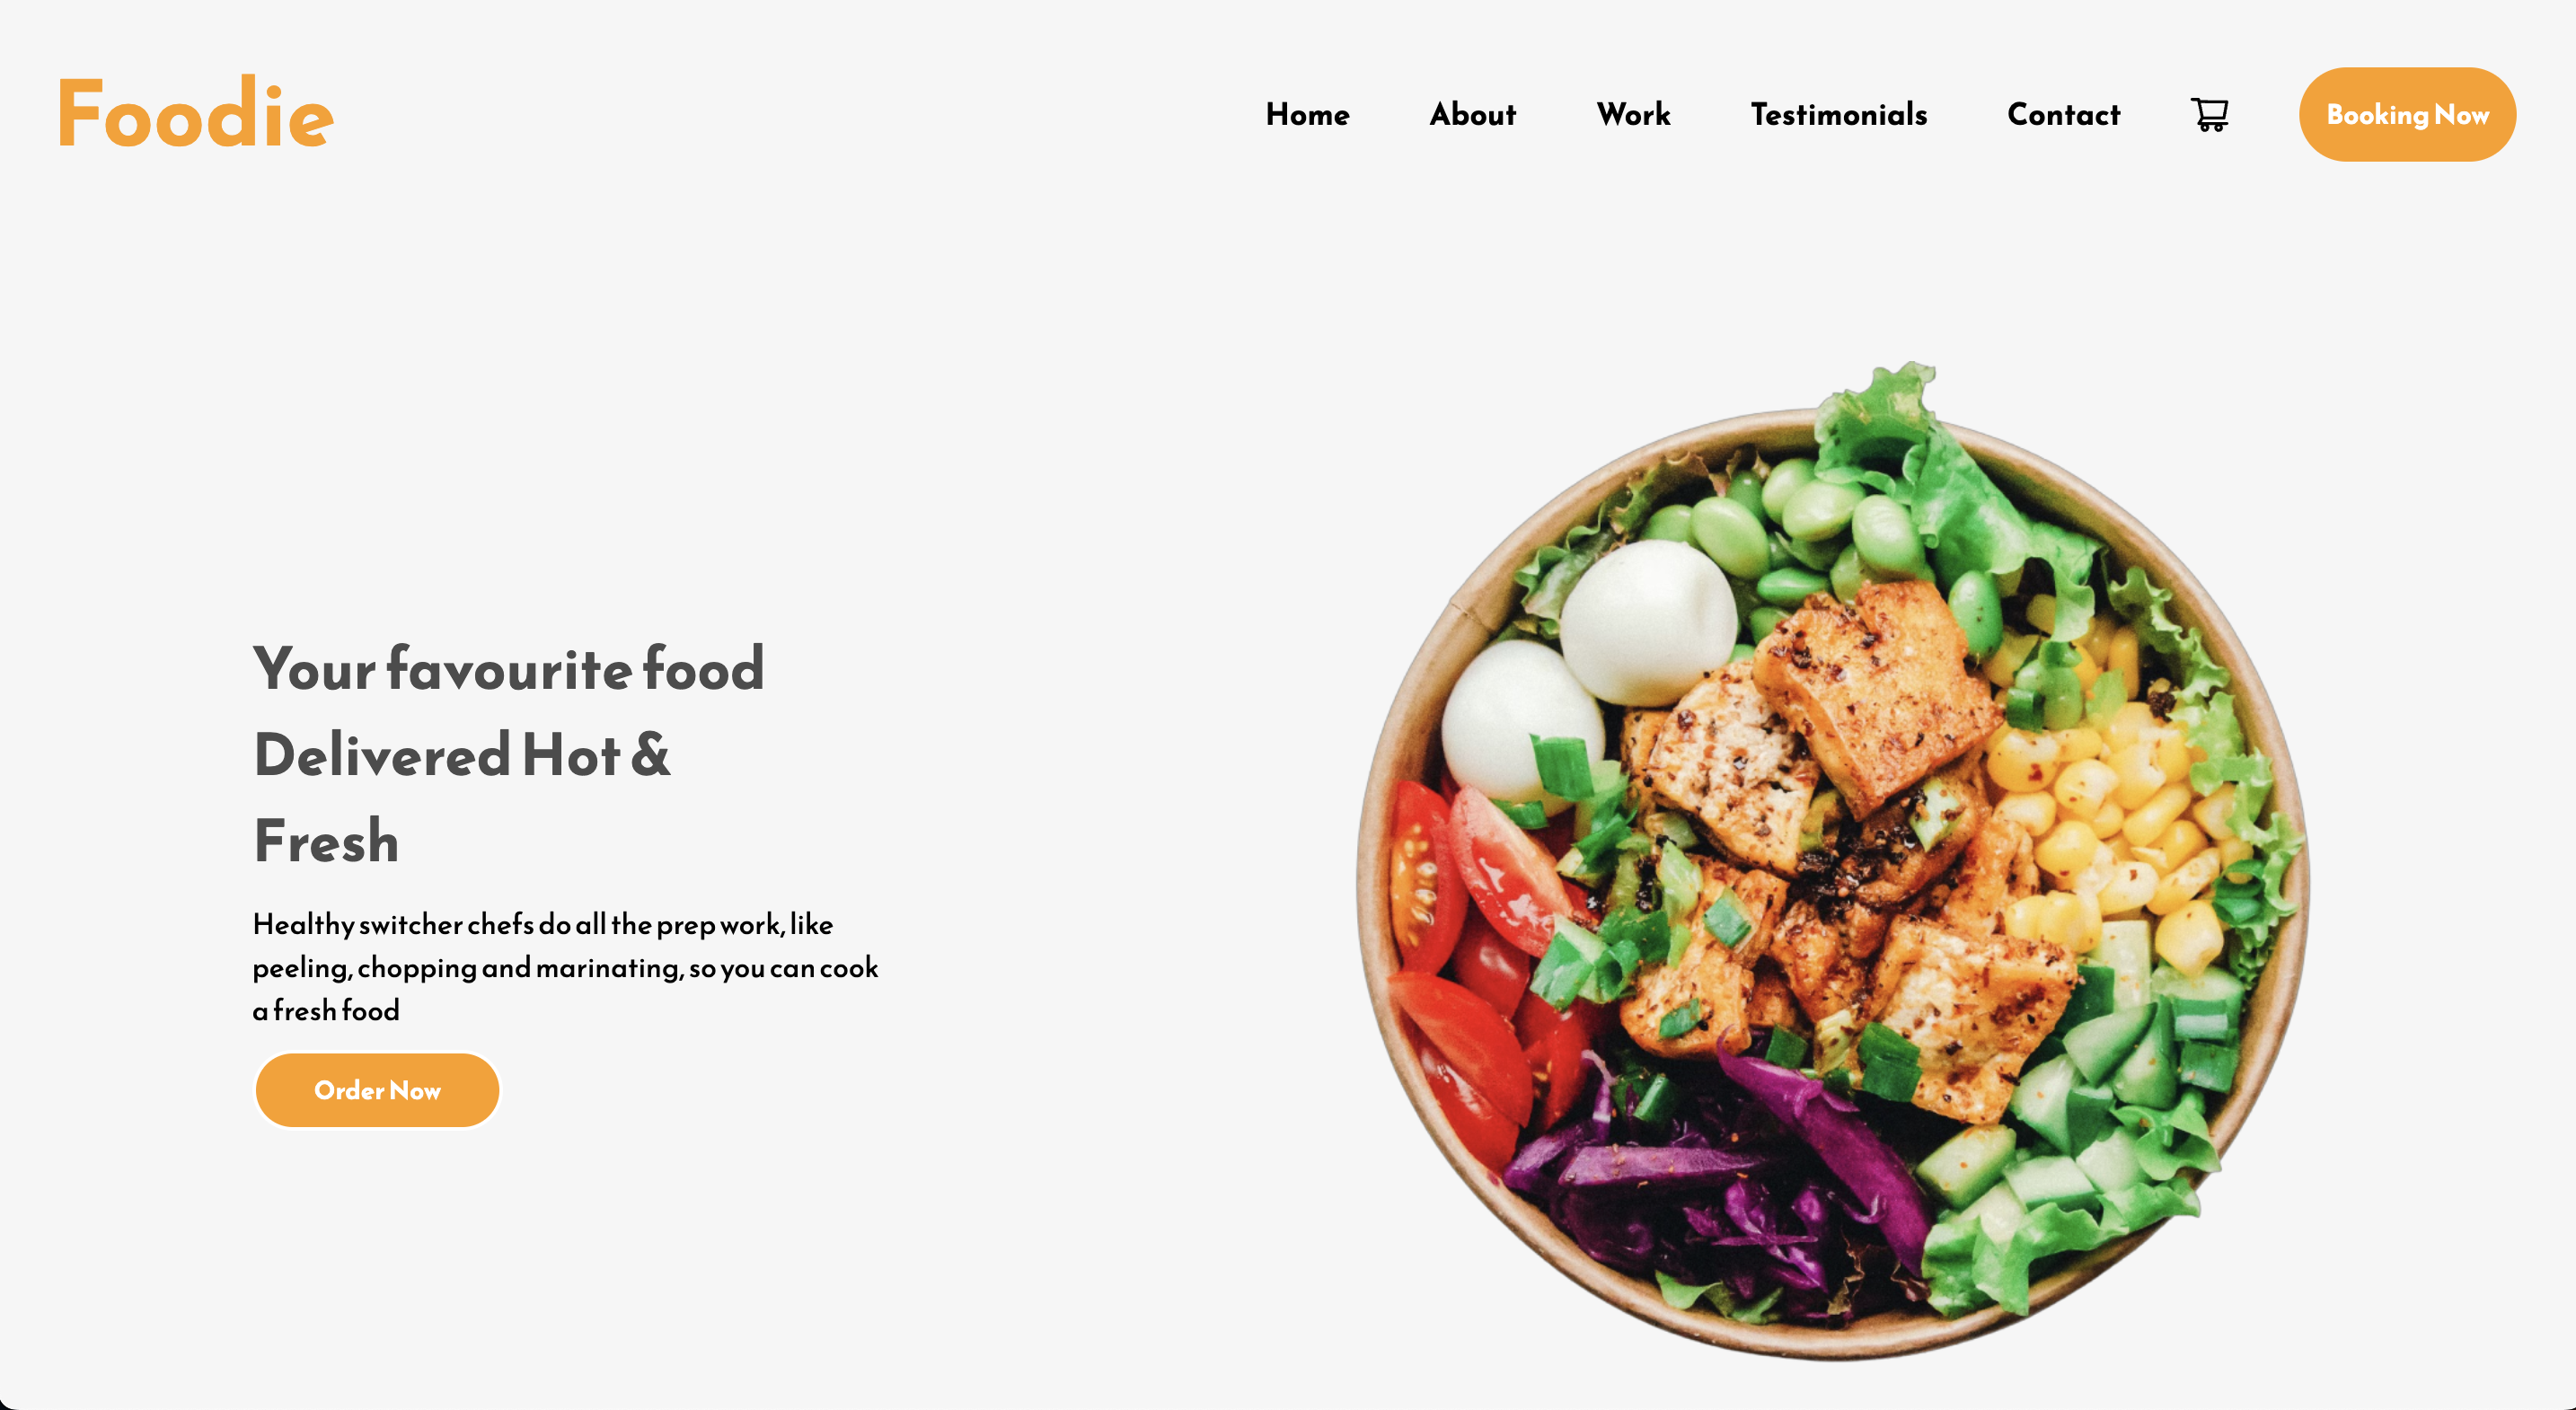 Foodie
Home About Work Testimonials Contact Booking Now
Your favourite food
Delivered Hot &
Fresh
Healthy switcher chefs do all the prep work, like
peeling, chopping and marinating, so you can cook
a fresh food
Order Now